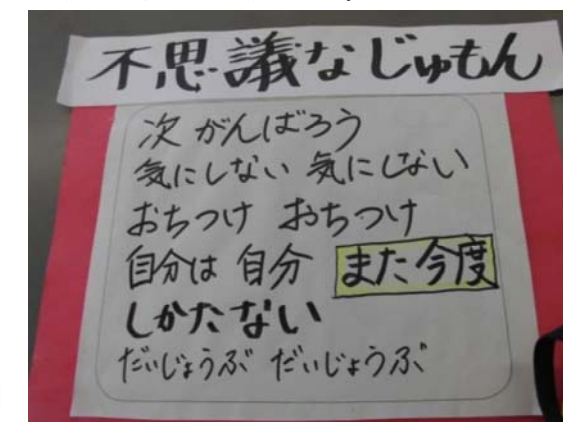 不思議なじゅもん
次 がんばろう
気にしない 気にしない
おちつけ おちつけ
自分は 自分 また今度
しかたない
だいじょうぶ だいじょうぶ